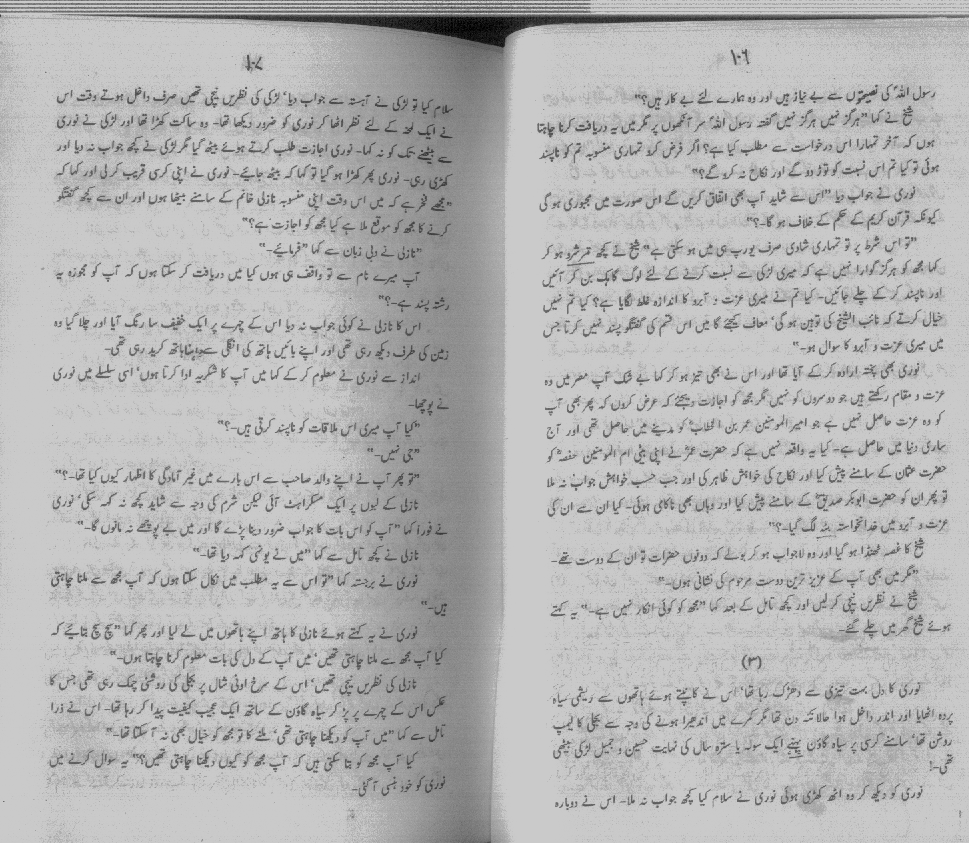 ۱۰۶
رسول اللہؐ کی نصیحتوں سے بے نیاز ہیں اور وہ ہمارے لئے بے کار ہیں؟"
شیخ نے کہا "ہرگز نہیں ہرگز نہیں گفتہ رسول اللہؐ سر آنکھوں پر مگر میں یہ دریافت کرنا چاہتا
ہوں کہ آخر تمہارا اس درخواست سے مطلب کیا ہے؟ اگر فرض کرو تمہاری منسوبہ تم کو ناپسند
ہوئی تو کیا تم اس نسبت کو توڑ دو گے اور نکاح نہ کرو گے؟"
نوری نے جواب دیا "اس سے شاید آپ بھی اتفاق کریں گے اس صورت میں مجبوری ہو گی
کیونکہ قرآن کریم کے حکم کے خلاف ہو گا۔؟"
"تو اس شرط پر تو تمہاری شادی صرف یورپ ہی میں ہو سکتی ہے" شیخ نے کچھ ترشرو ہو کر
کہا مجھ کو ہرگز گوارا نہیں ہے کہ میری لڑکی سے نسبت کرنے کے لئے لوگ گاہک بن کر آئیں
اور ناپسند کر کے چلے جائیں۔ کیا تم نے میری عزت و آبرو کا اندازہ غلط لگایا ہے؟ کیا تم نہیں
خیال کرتے کہ نائب الشیخ کی توہین ہو گی' معاف کیجئے گا میں اس قسم کی گفتگو پسند نہیں کرتا جس
میں میری عزت و آبرو کا سوال ہو۔"
نوری بھی پختہ ارادہ کر کے آیا تھا اور اس نے بھی تیز ہو کر کہا بے شک آپ مصر میں وہ
عزت و مقام رکھتے ہیں جو دوسروں کو نہیں مگر مجھ کو اجازت دیجئے کہ عرض کروں کہ پھر بھی آپ
کو وہ عزت حاصل نہیں ہے جو امیر المومنین عمر بن الخطابؓ کو مدینے میں حاصل تھی اور آج
ساری دنیا میں حاصل ہے۔ کیا یہ واقعہ نہیں ہے کہ حضرت عمرؓ نے اپنی بیٹی ام المومنین حفصہؓ کو
حضرت عثمان کے سامنے پیش کیا اور نکاح کی خواہش ظاہر کی اور جب حسب خواہش جواب نہ ملا
تو پھر ان کو حضرت ابوبکر صدیقؓ کے سامنے پیش کیا اور وہاں بھی ناکامی ہوئی۔ کیا ان سے ان کی
عزت و آبرو میں خدانخواستہ بٹہ لگ گیا۔؟"
شیخ کا غصہ ٹھنڈا ہو گیا اور وہ لاجواب ہو کر بولے کہ دونوں حضرات تو ان کے دوست تھے۔
"مگر میں بھی آپ کے عزیز ترین دوست مرحوم کی نشانی ہوں۔"
شیخ نے نظریں نیچی کر لیں اور کچھ تامل کے بعد کہا "مجھ کو کوئی انکار نہیں ہے۔" یہ کہتے
ہوئے شیخ گھر میں چلے گئے۔
(۳)
نوری کا دل بہت تیزی سے دھڑک رہا تھا' اس نے کانپتے ہوئے ہاتھوں سے ریشمی سیاہ
پردہ اٹھایا اور اندر داخل ہوا حالانکہ دن تھا مگر کمرے میں اندھیرا ہونے کی وجہ سے بجلی کا لیمپ
روشن تھا' سامنے کرسی پر سیاہ گاؤن پہنے ایک سولہ یا سترہ سال کی نہایت حسین و جمیل لڑکی بیٹھی
تھی۔!
نوری کو دیکھ کر وہ اٹھ کھڑی ہوئی نوری نے سلام کیا کچھ جواب نہ ملا۔ اس نے دوبارہ
۱۰۷
سلام کیا تو لڑکی نے آہستہ سے جواب دیا' لڑکی کی نظریں نیچی تھیں صرف داخل ہوتے وقت اس
نے ایک لمحہ کے لئے نظر اٹھا کر نوری کو ضرور دیکھا تھا۔ وہ ساکت کھڑا تھا اور لڑکی نے نوری
سے بیٹھنے تک کو نہ کہا۔ نوری اجازت طلب کرتے ہوئے بیٹھ گیا مگر لڑکی نے کچھ جواب نہ دیا اور
کھڑی رہی۔ نوری پھر کھڑا ہو گیا تو کہا کہ بیٹھ جائیے۔ نوری نے اپنی کرسی قریب کر لی اور کہا کہ
"مجھے فخر ہے کہ میں اس وقت اپنی منسوبہ نازلی خانم کے سامنے بیٹھا ہوں اور ان سے کچھ گفتگو
کرنے کا مجھ کو موقع ملا ہے کیا مجھ کو اجازت ہے؟"
"نازلی نے دبی زبان سے کہا "فرمائیے۔"
آپ میرے نام سے تو واقف ہی ہوں کیا میں دریافت کر سکتا ہوں کہ آپ کو مجوزہ یہ
رشتہ پسند ہے۔؟"
اس کا نازلی نے کوئی جواب نہ دیا اس کے چہرے پر ایک خفیف سا رنگ آیا اور چلا گیا وہ
زمین کی طرف دیکھ رہی تھی اور اپنے بائیں ہاتھ کی انگلی سے داہنا ہاتھ کرید رہی تھی۔
انداز سے نوری نے معلوم کر کے کہا میں آپ کا شکریہ ادا کرتا ہوں' اسی سلسلے میں نوری
نے پوچھا۔
"کیا آپ میری اس ملاقات کو ناپسند کرتی ہیں۔؟"
"جی نہیں۔"
"تو پھر آپ نے اپنے والد صاحب سے اس بارے میں غیر آمادگی کا اظہار کیوں کیا تھا۔؟"
نازلی کے لبوں پر ایک مسکراہٹ آئی لیکن شرم کی وجہ سے شاید کچھ نہ کہہ سکی' نوری
نے فوراً کہا "آپ کو اس بات کا جواب ضرور دینا پڑے گا اور میں بے پوچھے نہ مانوں گا۔"
نازلی نے کچھ تامل سے کہا "میں نے یونہی کہہ دیا تھا۔"
نوری نے برجستہ کہا "تو اس سے یہ مطلب میں نکال سکتا ہوں کہ آپ مجھ سے ملنا چاہتی
ہیں۔"
نوری نے یہ کہتے ہوئے نازلی کا ہاتھ اپنے ہاتھوں میں لے لیا اور پھر کہا "سچ سچ بتائیے کہ
کیا آپ مجھ سے ملنا چاہتی تھیں' میں آپ کے دل کی بات معلوم کرنا چاہتا ہوں۔"
نازلی کی نظریں نیچی تھیں' اس کے سرخ اونی شال پر بجلی کی روشنی چمک رہی تھی جس کا
عکس اس کے چہرے پر پڑ کر سیاہ گاؤن کے ساتھ ایک عجیب کیفیت پیدا کر رہا تھا۔ اس نے ذرا
تامل سے کہا "میں آپ کو دیکھنا چاہتی تھی' ملنے کا تو مجھ کو خیال بھی نہ آ سکتا تھا۔"
کیا آپ مجھ کو بتا سکتی ہیں کہ آپ مجھ کو کیوں دیکھنا چاہتی تھیں؟" یہ سوال کرنے میں
نوری کو خود ہنسی آ گئی۔